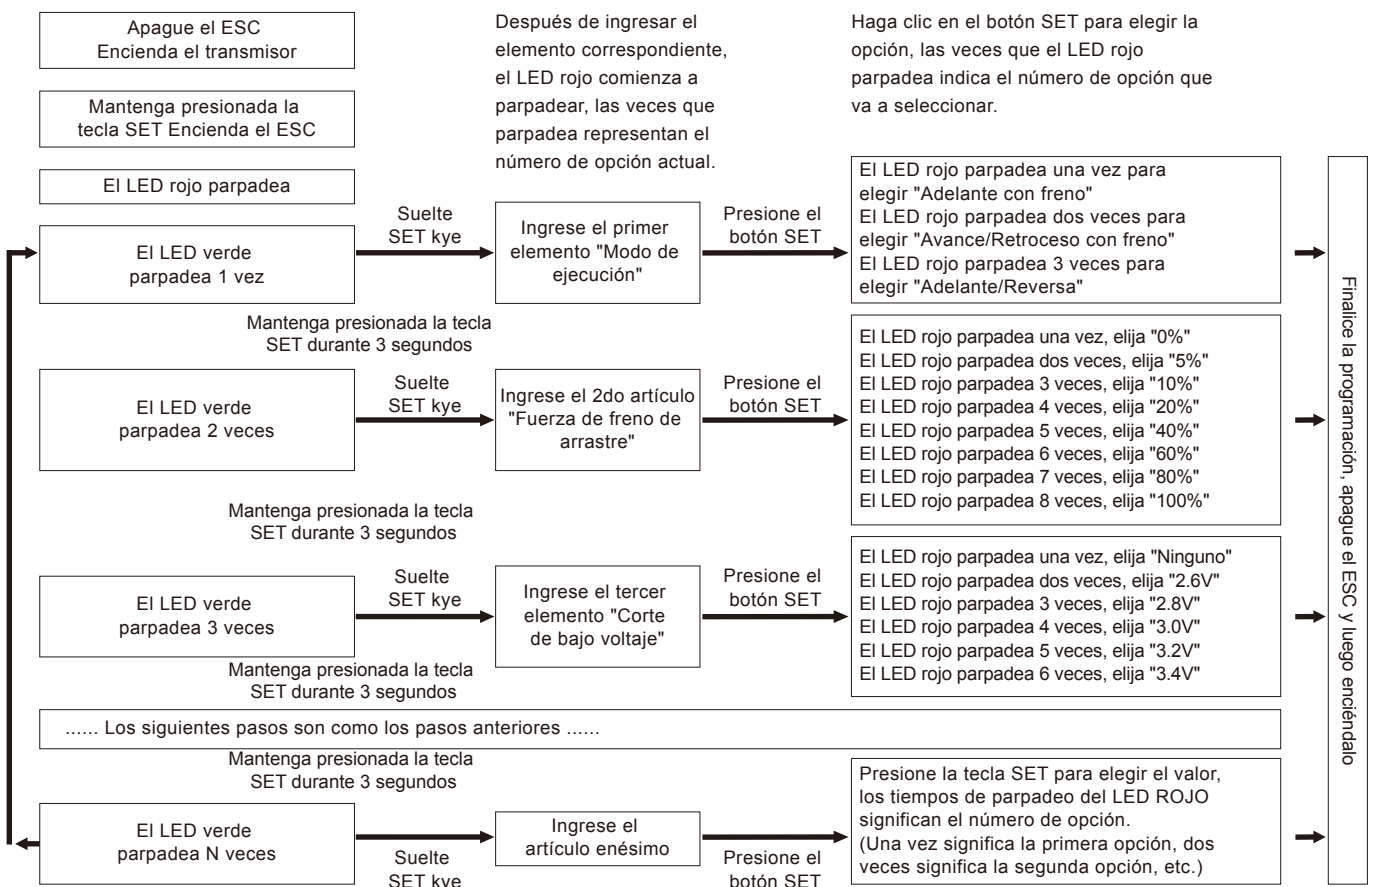 Apague el ESC
Encienda el transmisor
Mantenga presionada la
tecla SET Encienda el ESC
El LED rojo parpadea
Después de ingresar el
elemento correspondiente,
el LED rojo comienza a
parpadear, las veces que
parpadea representan el
número de opción actual.
Haga clic en el botón SET para elegir la
opción, las veces que el LED rojo
parpadea indica el número de opción que
va a seleccionar.
El LED verde
parpadea 1 vez
Suelte
SET kye
Ingrese el primer
elemento "Modo de
ejecución"
Presione el
botón SET
El LED rojo parpadea una vez para
elegir "Adelante con freno"
El LED rojo parpadea dos veces para
elegir "Avance/Retroceso con freno"
El LED rojo parpadea 3 veces para
elegir "Adelante/Reversa"
Mantenga presionada la tecla
SET durante 3 segundos
El LED verde
parpadea 2 veces
Suelte
SET kye
Ingrese el 2do artículo
"Fuerza de freno de
arrastre"
Presione el
botón SET
El LED rojo parpadea una vez, elija "0%"
El LED rojo parpadea dos veces, elija "5%"
El LED rojo parpadea 3 veces, elija "10%"
El LED rojo parpadea 4 veces, elija "20%"
El LED rojo parpadea 5 veces, elija "40%"
El LED rojo parpadea 6 veces, elija "60%"
El LED rojo parpadea 7 veces, elija "80%"
El LED rojo parpadea 8 veces, elija "100%"
Mantenga presionada la tecla
SET durante 3 segundos
El LED verde
parpadea 3 veces
Suelte
SET kye
Ingrese el tercer
elemento "Corte
de bajo voltaje"
Presione el
botón SET
El LED rojo parpadea una vez, elija "Ninguno"
El LED rojo parpadea dos veces, elija "2.6V"
El LED rojo parpadea 3 veces, elija "2.8V"
El LED rojo parpadea 4 veces, elija "3.0V"
El LED rojo parpadea 5 veces, elija "3.2V"
El LED rojo parpadea 6 veces, elija "3.4V"
Mantenga presionada la tecla
SET durante 3 segundos
...... Los siguientes pasos son como los pasos anteriores ......
Mantenga presionada la tecla
SET durante 3 segundos
El LED verde
parpadea N veces
Suelte
SET kye
Ingrese el
artículo enésimo
Presione el
botón SET
Presione la tecla SET para elegir el valor,
los tiempos de parpadeo del LED ROJO
significan el número de opción.
(Una vez significa la primera opción, dos
veces significa la segunda opción, etc.)
Finalice la programación, apague el ESC y luego enciéndalo